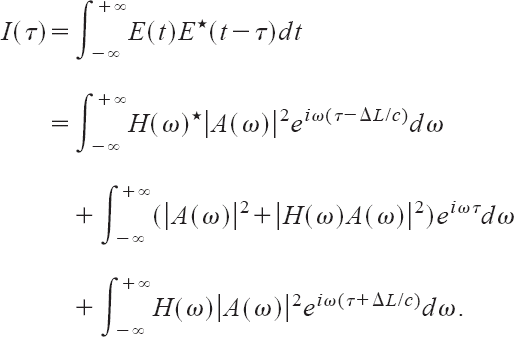 I(τ) = ∫_{-∞}^{+∞} E(t)E^⋆(t−τ)dt
= ∫_{-∞}^{+∞} H(ω)^⋆|A(ω)|^2 e^{iω(τ−ΔL/c)}dω
+ ∫_{-∞}^{+∞} (|A(ω)|^2+|H(ω)A(ω)|^2)e^{iωτ}dω
+ ∫_{-∞}^{+∞} H(ω)|A(ω)|^2 e^{iω(τ+ΔL/c)}dω.